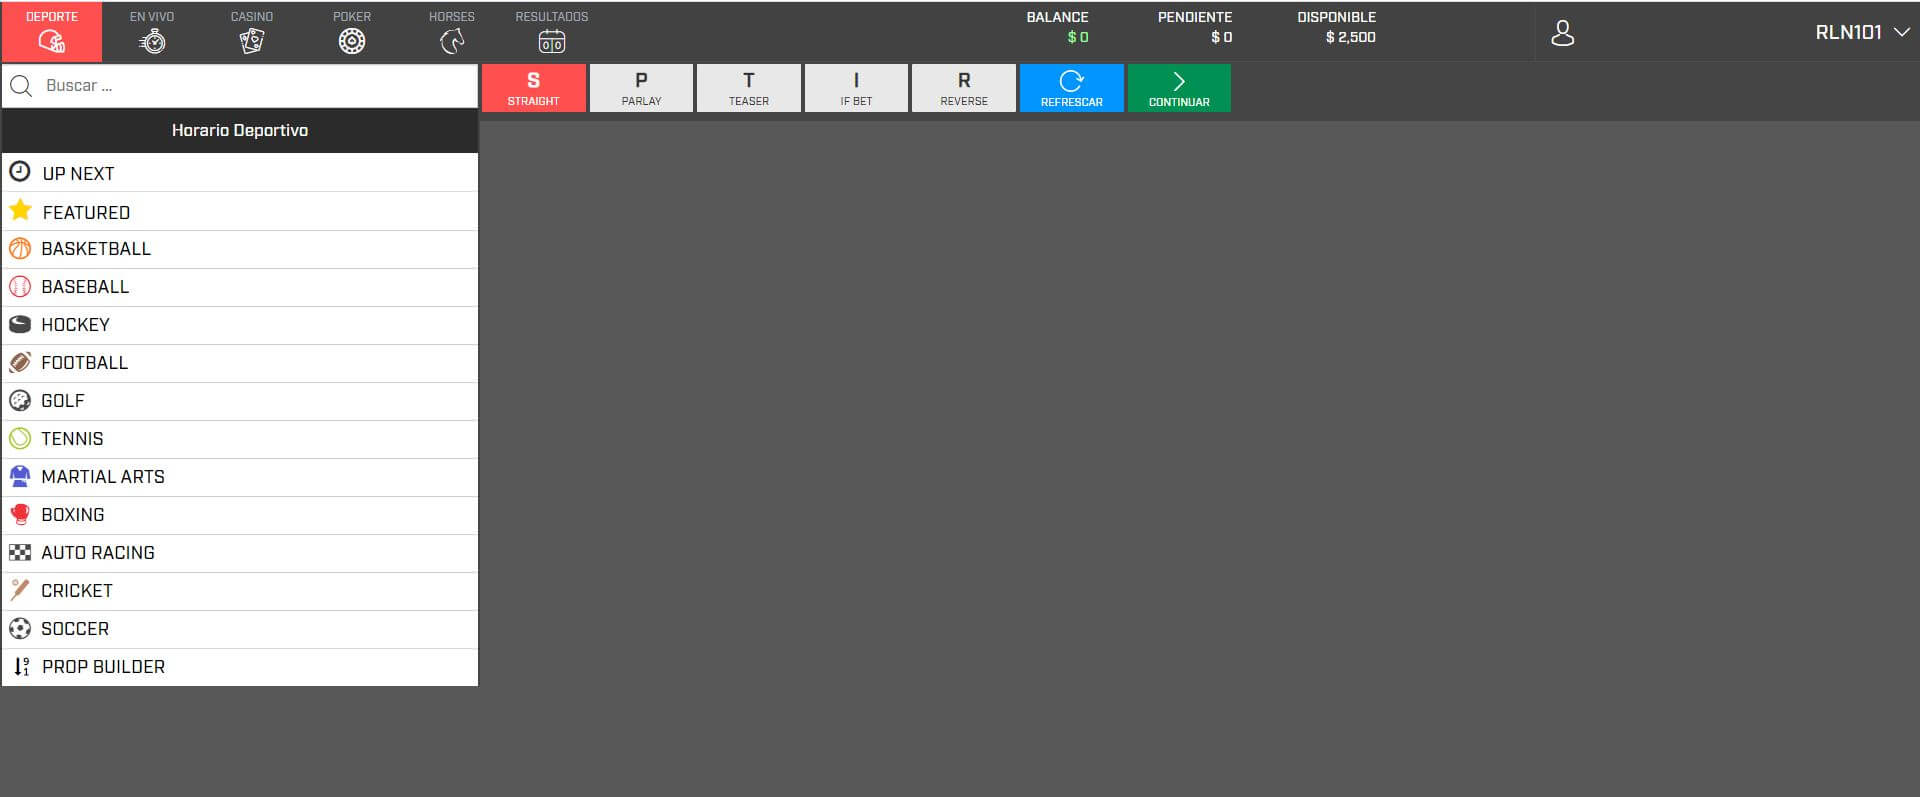 DEPORTE
EN VIVO
CASINO
POKER
HORSES
RESULTADOS
BALANCE
$ 0
PENDIENTE
$ 0
DISPONIBLE
$ 2,500
RLN101
Buscar ...
S
STRAIGHT
P
PARLAY
T
TEASER
I
IF BET
R
REVERSE
REFRESCAR
CONTINUAR
Horario Deportivo
UP NEXT
FEATURED
BASKETBALL
BASEBALL
HOCKEY
FOOTBALL
GOLF
TENNIS
MARTIAL ARTS
BOXING
AUTO RACING
CRICKET
SOCCER
PROP BUILDER